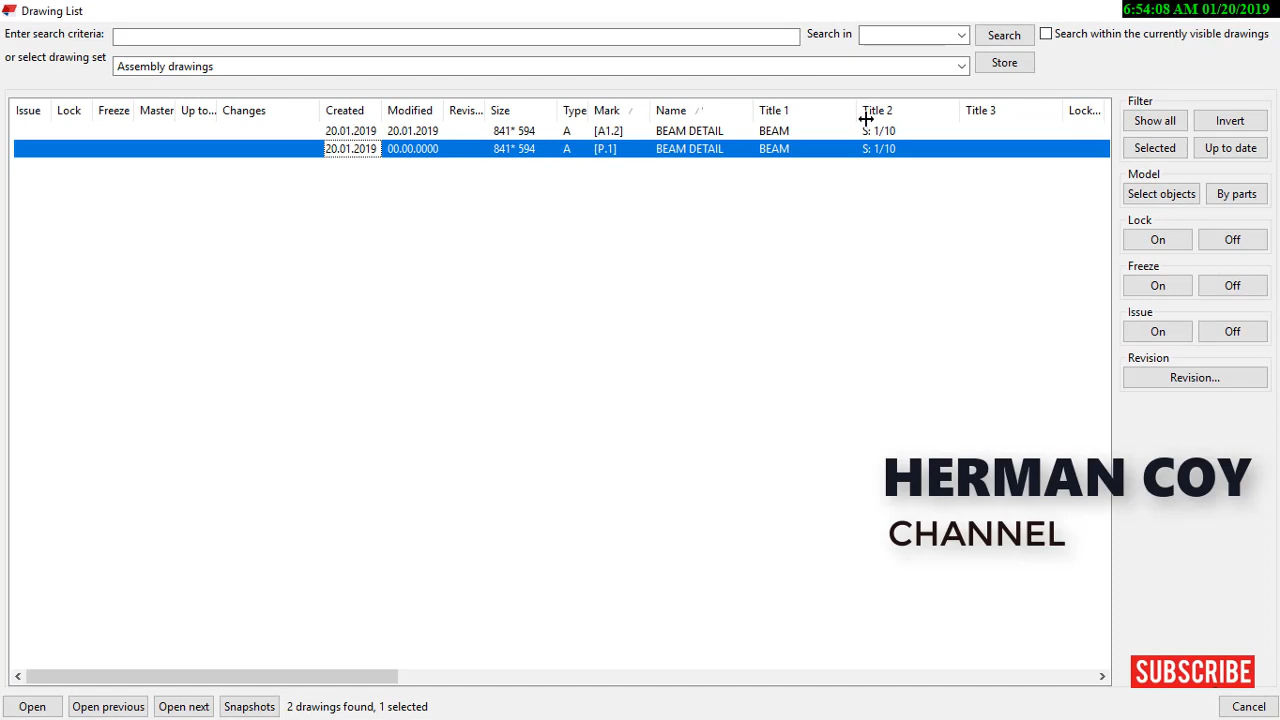 Drawing List
6:54:08 AM 01/20/2019
Enter search criteria:
Search in
Search
Search within the currently visible drawings
or select drawing set
Assembly drawings
Store
Issue Lock Freeze Master Up to... Changes Created Modified Revis... Size Type Mark Name Title 1 Title 2 Title 3 Lock...
20.01.2019 20.01.2019 841* 594 A [A1.2] BEAM DETAIL BEAM S: 1/10
20.01.2019 00.00.0000 841* 594 A [P.1] BEAM DETAIL BEAM S: 1/10
Filter
Show all Invert
Selected Up to date
Model
Select objects By parts
Lock
On Off
Freeze
On Off
Issue
On Off
Revision
Revision...
HERMAN COY
CHANNEL
SUBSCRIBE
Open Open previous Open next Snapshots 2 drawings found, 1 selected Cancel